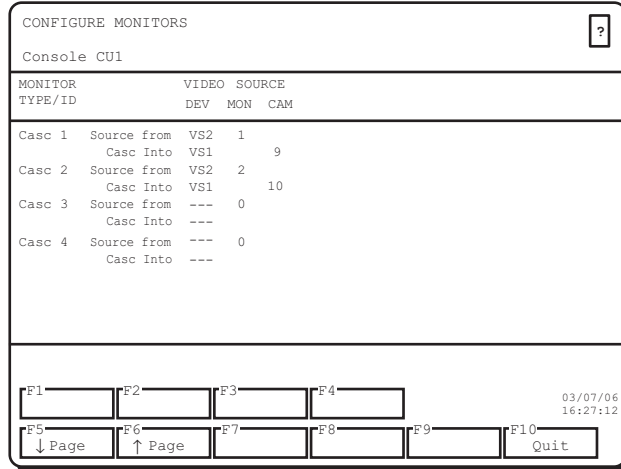 CONFIGURE MONITORS
?
Console CU1
MONITOR VIDEO SOURCE
TYPE/ID DEV MON CAM
Casc 1 Source from VS2 1
Casc Into VS1 9
Casc 2 Source from VS2 2
Casc Into VS1 10
Casc 3 Source from --- 0
Casc Into ---
Casc 4 Source from --- 0
Casc Into ---
F1 F2 F3 F4
03/07/06
16:27:12
F5 F6 F7 F8 F9 F10
↓ Page ↑ Page Quit